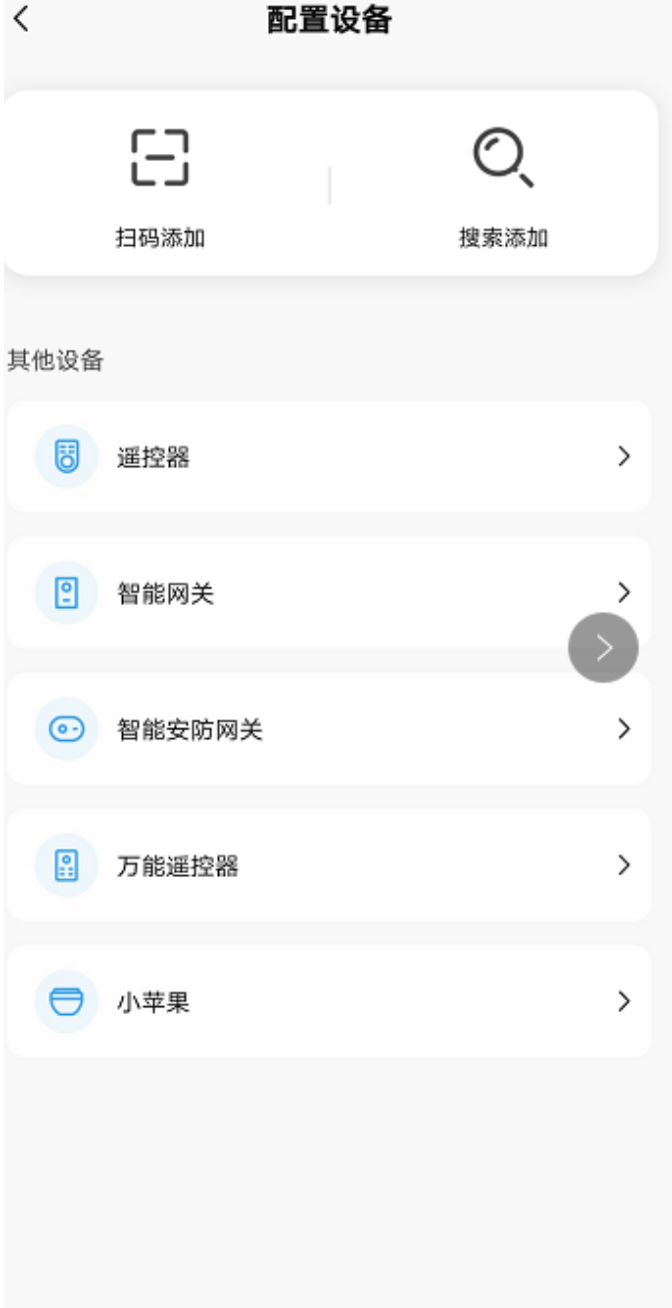 配置设备
扫码添加
搜索添加
其他设备
遥控器
智能网关
智能安防网关
万能遥控器
小苹果